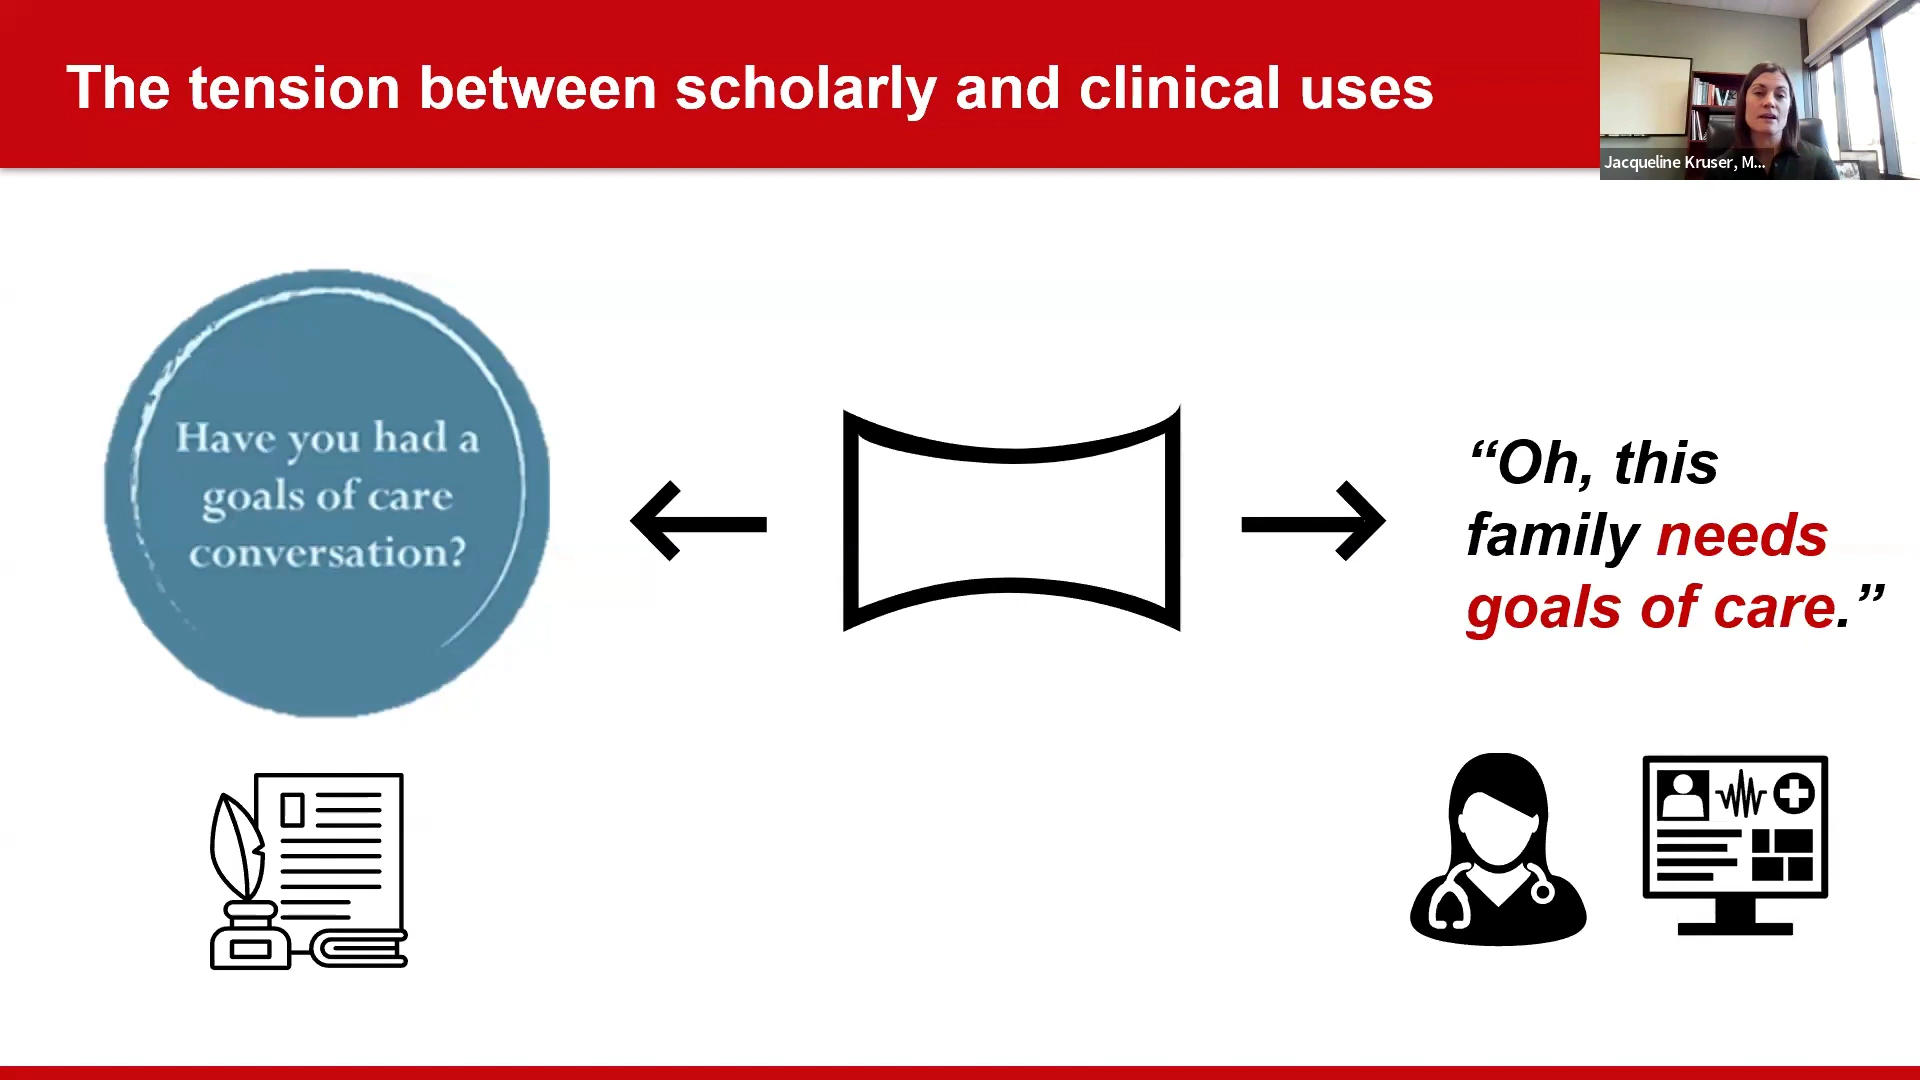 The tension between scholarly and clinical uses
Jacqueline Kruser, M...
Have you had a
goals of care
conversation?
“Oh, this
family needs
goals of care.”